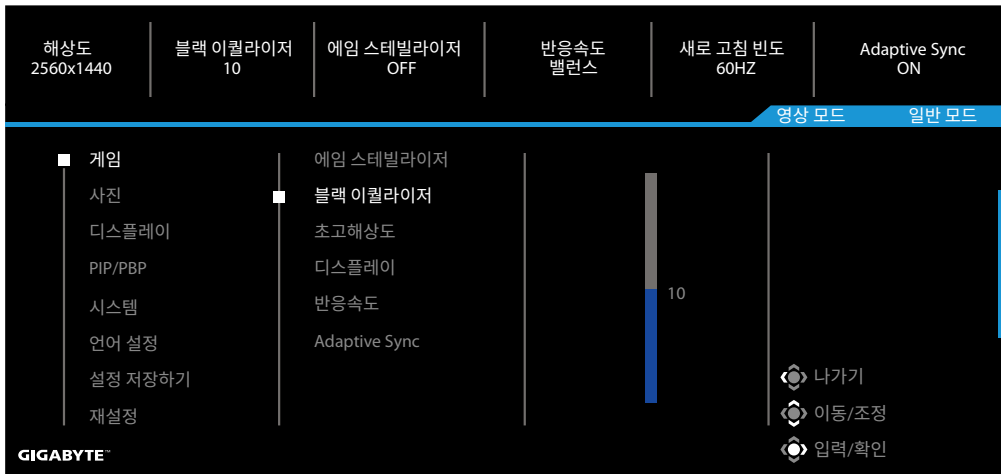 해상도
2560x1440
블랙 이퀄라이저
10
에임 스테빌라이저
OFF
반응속도
밸런스
새로 고침 빈도
60HZ
Adaptive Sync
ON
영상 모드 일반 모드
게임
사진
디스플레이
PIP/PBP
시스템
언어 설정
설정 저장하기
재설정
에임 스테빌라이저
블랙 이퀄라이저
초고해상도
디스플레이
반응속도
Adaptive Sync
10
나가기
이동/조정
입력/확인
GIGABYTE™